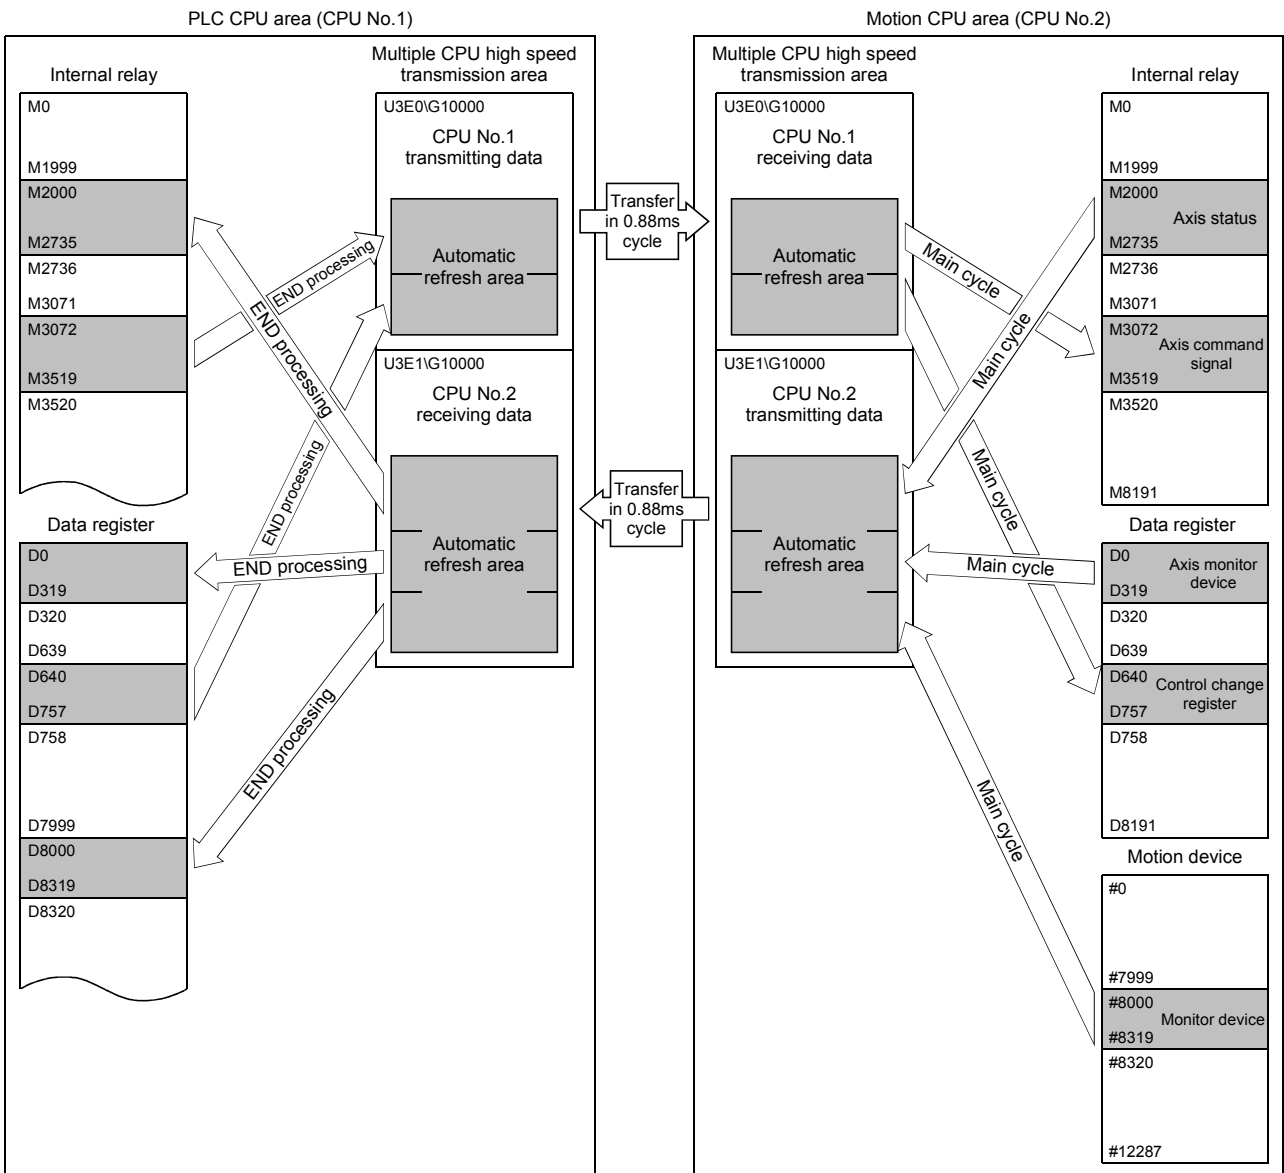 PLC CPU area (CPU No.1)
Internal relay
M0
M1999
M2000
M2735
M2736
M3071
M3072
M3519
M3520
Data register
D0
D319
D320
D639
D640
D757
D758
D7999
D8000
D8319
D8320
END processing
END processing
END processing
END processing
END processing
Multiple CPU high speed
transmission area
U3E0\G10000
CPU No.1
transmitting data
Automatic
refresh area
U3E1\G10000
CPU No.2
receiving data
Automatic
refresh area
Transfer
in 0.88ms
cycle
Transfer
in 0.88ms
cycle
Motion CPU area (CPU No.2)
Multiple CPU high speed
transmission area
U3E0\G10000
CPU No.1
receiving data
Automatic
refresh area
U3E1\G10000
CPU No.2
transmitting data
Automatic
refresh area
Main cycle
Main cycle
Main cycle
Main cycle
Main cycle
Internal relay
M0
M1999
M2000
Axis status
M2735
M2736
M3071
M3072
Axis command
signal
M3519
M3520
M8191
Data register
D0
Axis monitor
device
D319
D320
D639
D640
Control change
register
D757
D758
D8191
Motion device
#0
#7999
#8000
Monitor device
#8319
#8320
#12287